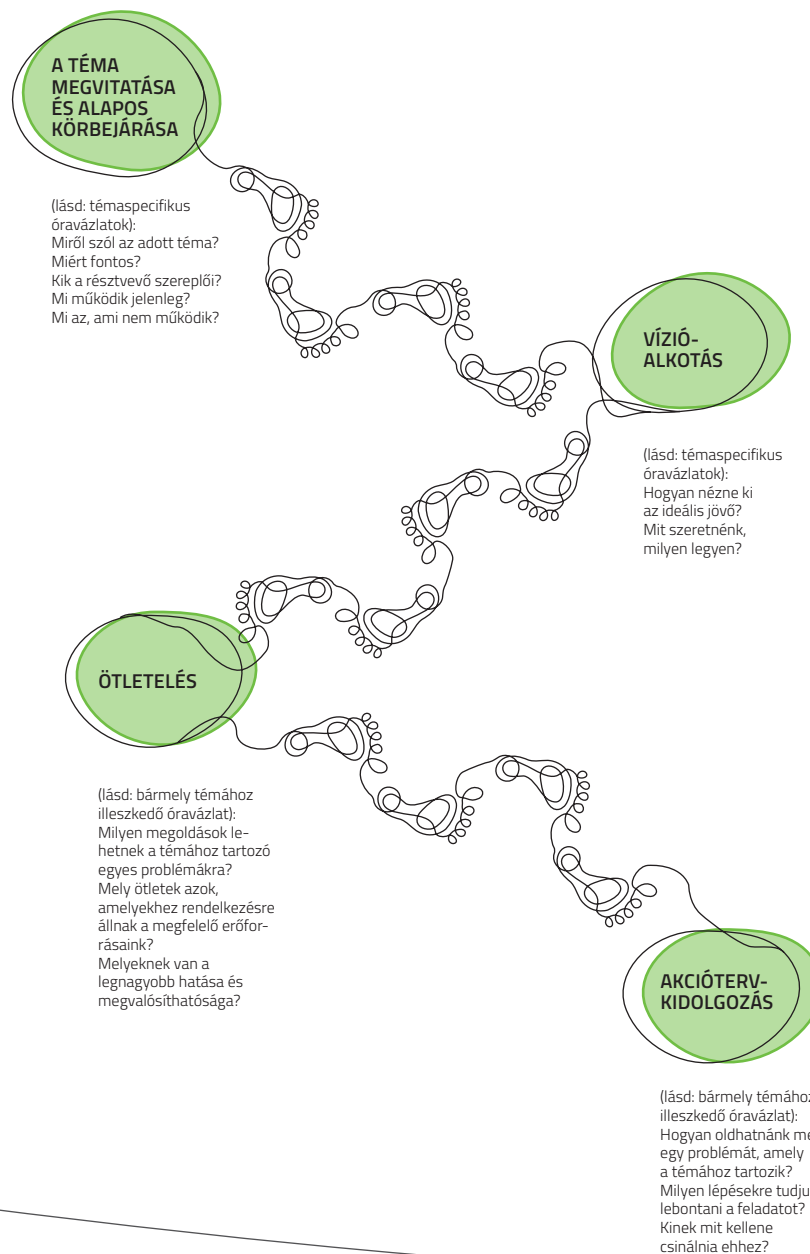 A TÉMA
MEGVITATÁSA
ÉS ALAPOS
KÖRBEJÁRÁSA
(lásd: témaspecifikus
óravázlatok):
Miről szól az adott téma?
Miért fontos?
Kik a résztvevő szereplői?
Mi működik jelenleg?
Mi az, ami nem működik?
VÍZIÓ-
ALKOTÁS
(lásd: témaspecifikus
óravázlatok):
Hogyan nézne ki
az ideális jövő?
Mit szeretnénk,
milyen legyen?
ÖTLETELÉS
(lásd: bármely témához
illeszkedő óravázlat):
Milyen megoldások le-
hetnek a témához tartozó
egyes problémákra?
Mely ötletek azok,
amelyekhez rendelkezésre
állnak a megfelelő erőfor-
rásaink?
Melyeknek van a
legnagyobb hatása és
megvalósíthatósága?
AKCIÓTERV-
KIDOLGOZÁS
(lásd: bármely témához
illeszkedő óravázlat):
Hogyan oldhatnánk me
egy problémát, amely
a témához tartozik?
Milyen lépésekre tudju
lebontani a feladatot?
Kinek mit kellene
csinálnia ehhez?